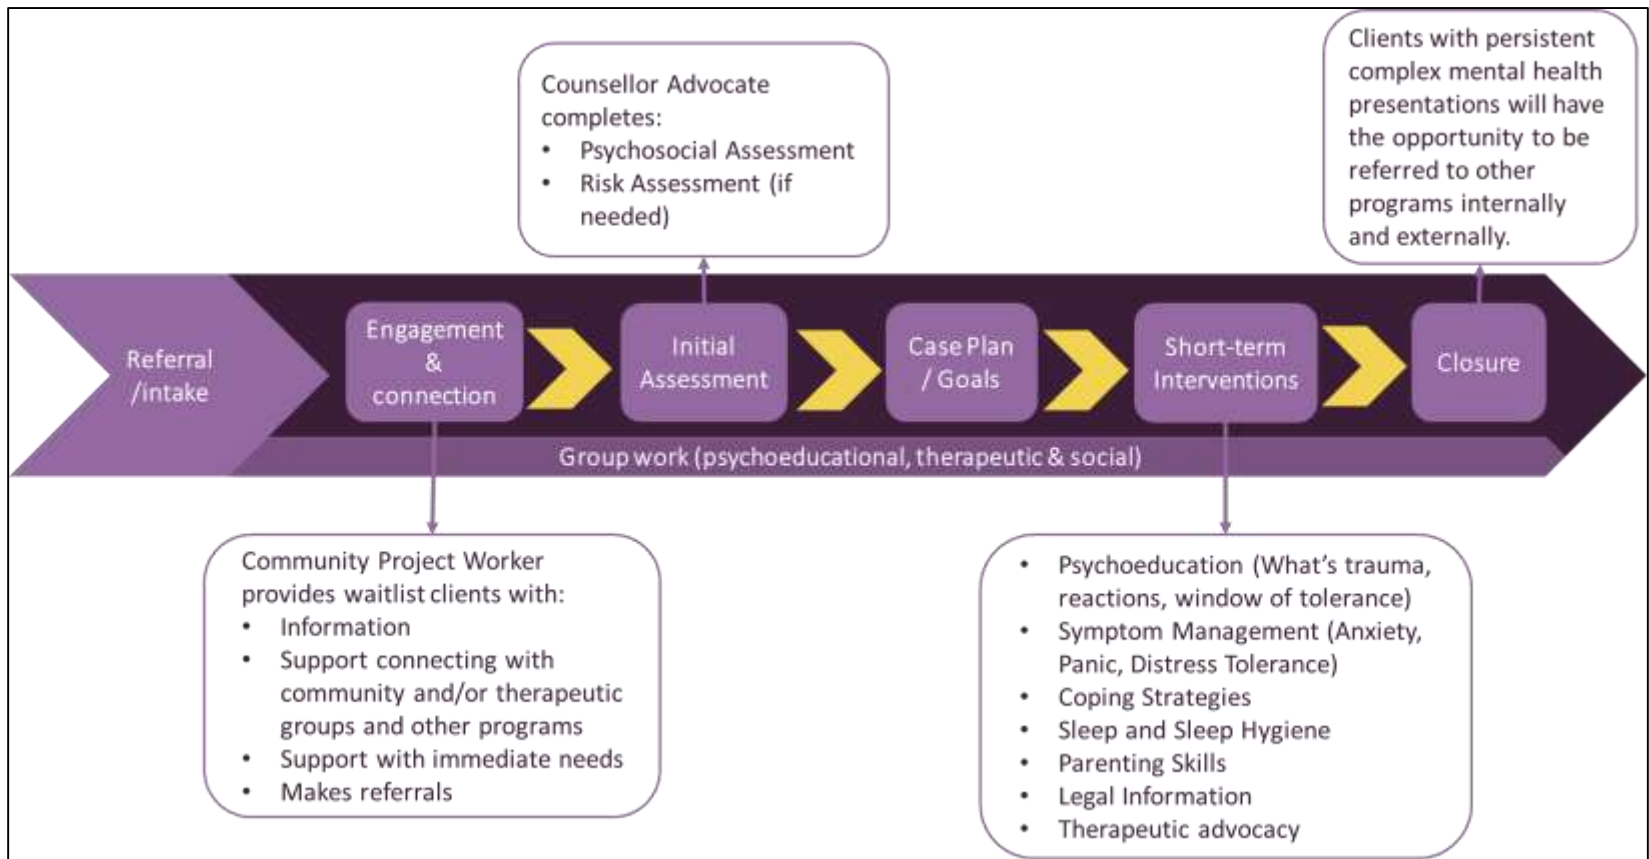 Counsellor Advocate
completes:
• Psychosocial Assessment
• Risk Assessment (if
needed)
Clients with persistent
complex mental health
presentations will have
the opportunity to be
referred to other
programs internally
and externally.
Referral
/intake
Engagement
&
connection
Initial
Assessment
Case Plan
/ Goals
Short-term
Interventions
Closure
Group work (psychoeducational, therapeutic & social)
Community Project Worker
provides waitlist clients with:
• Information
• Support connecting with
community and/or therapeutic
groups and other programs
• Support with immediate needs
• Makes referrals
• Psychoeducation (What's trauma,
reactions, window of tolerance)
• Symptom Management (Anxiety,
Panic, Distress Tolerance)
• Coping Strategies
• Sleep and Sleep Hygiene
• Parenting Skills
• Legal Information
• Therapeutic advocacy